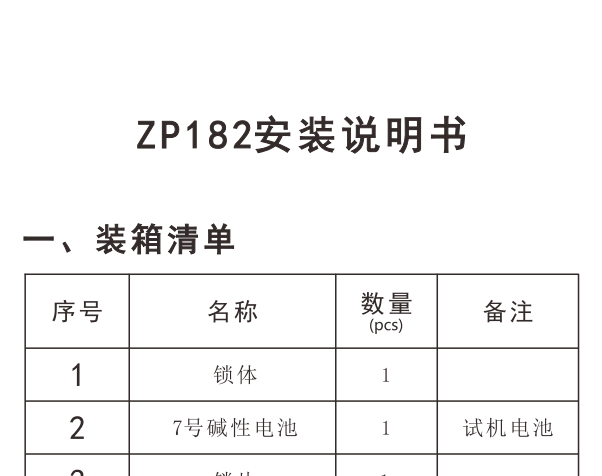 ZP182安装说明书
一、装箱清单
序号 名称 数量(pcs) 备注
1 锁体 1
2 7号碱性电池 1 试机电池